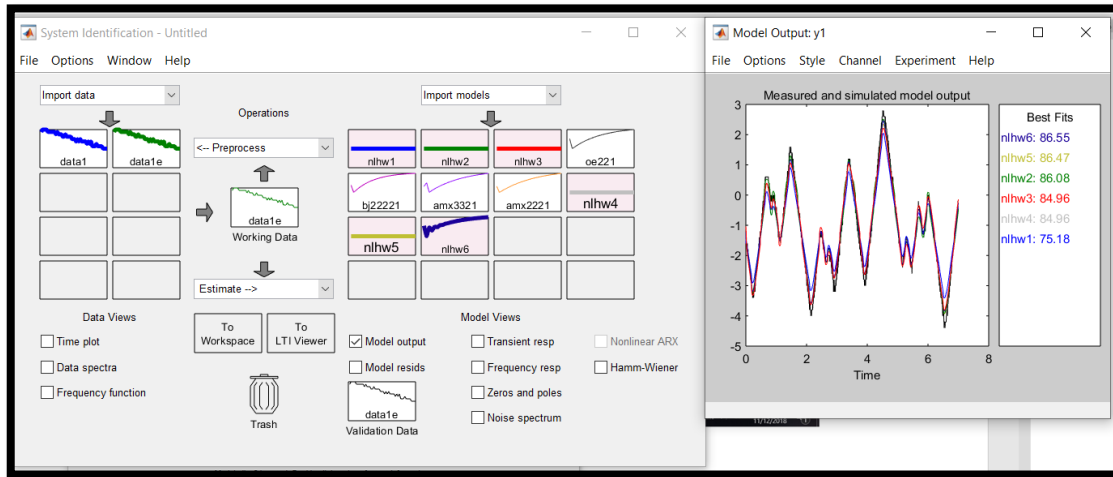 System Identification - Untitled
File Options Window Help
Import data
Operations
Import models
data1
data1e
<-- Preprocess
nlhw1
nlhw2
nlhw3
oe221
data1e
Working Data
bj22221
amx3321
amx2221
nlhw4
nlhw5
nlhw6
Estimate -->
Data Views
To Workspace
To LTI Viewer
Model Views
Time plot
Data spectra
Frequency function
Trash
Model output
Model resids
data1e
Validation Data
Transient resp
Frequency resp
Zeros and poles
Noise spectrum
Nonlinear ARX
Hamm-Wiener
Model Output: y1
File Options Style Channel Experiment Help
Measured and simulated model output
3
2
1
0
-1
-2
-3
-4
-5
0 2 4 6 8
Time
Best Fits
nlhw6: 86.55
nlhw5: 86.47
nlhw2: 86.08
nlhw3: 84.96
nlhw4: 84.96
nlhw1: 75.18
11/12/2018